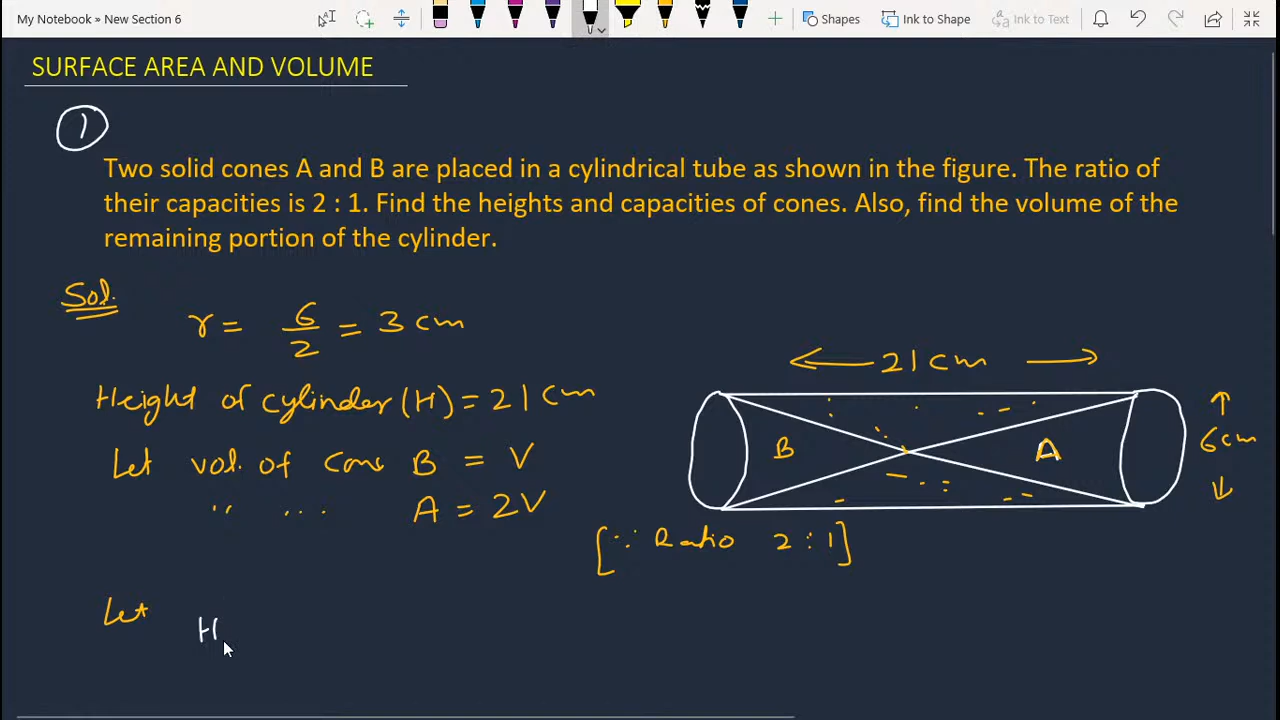 My Notebook » New Section 6
Shapes
Ink to Shape
Ink to Text
SURFACE AREA AND VOLUME
1
Two solid cones A and B are placed in a cylindrical tube as shown in the figure. The ratio of
their capacities is 2 : 1. Find the heights and capacities of cones. Also, find the volume of the
remaining portion of the cylinder.
Sol.
r = 6/2 = 3 cm
Height of cylinder (H) = 21 cm
Let vol. of Cone B = V
" ... A = 2V
21 cm
B
A
6 cm
[∵ Ratio 2 : 1]
Let H